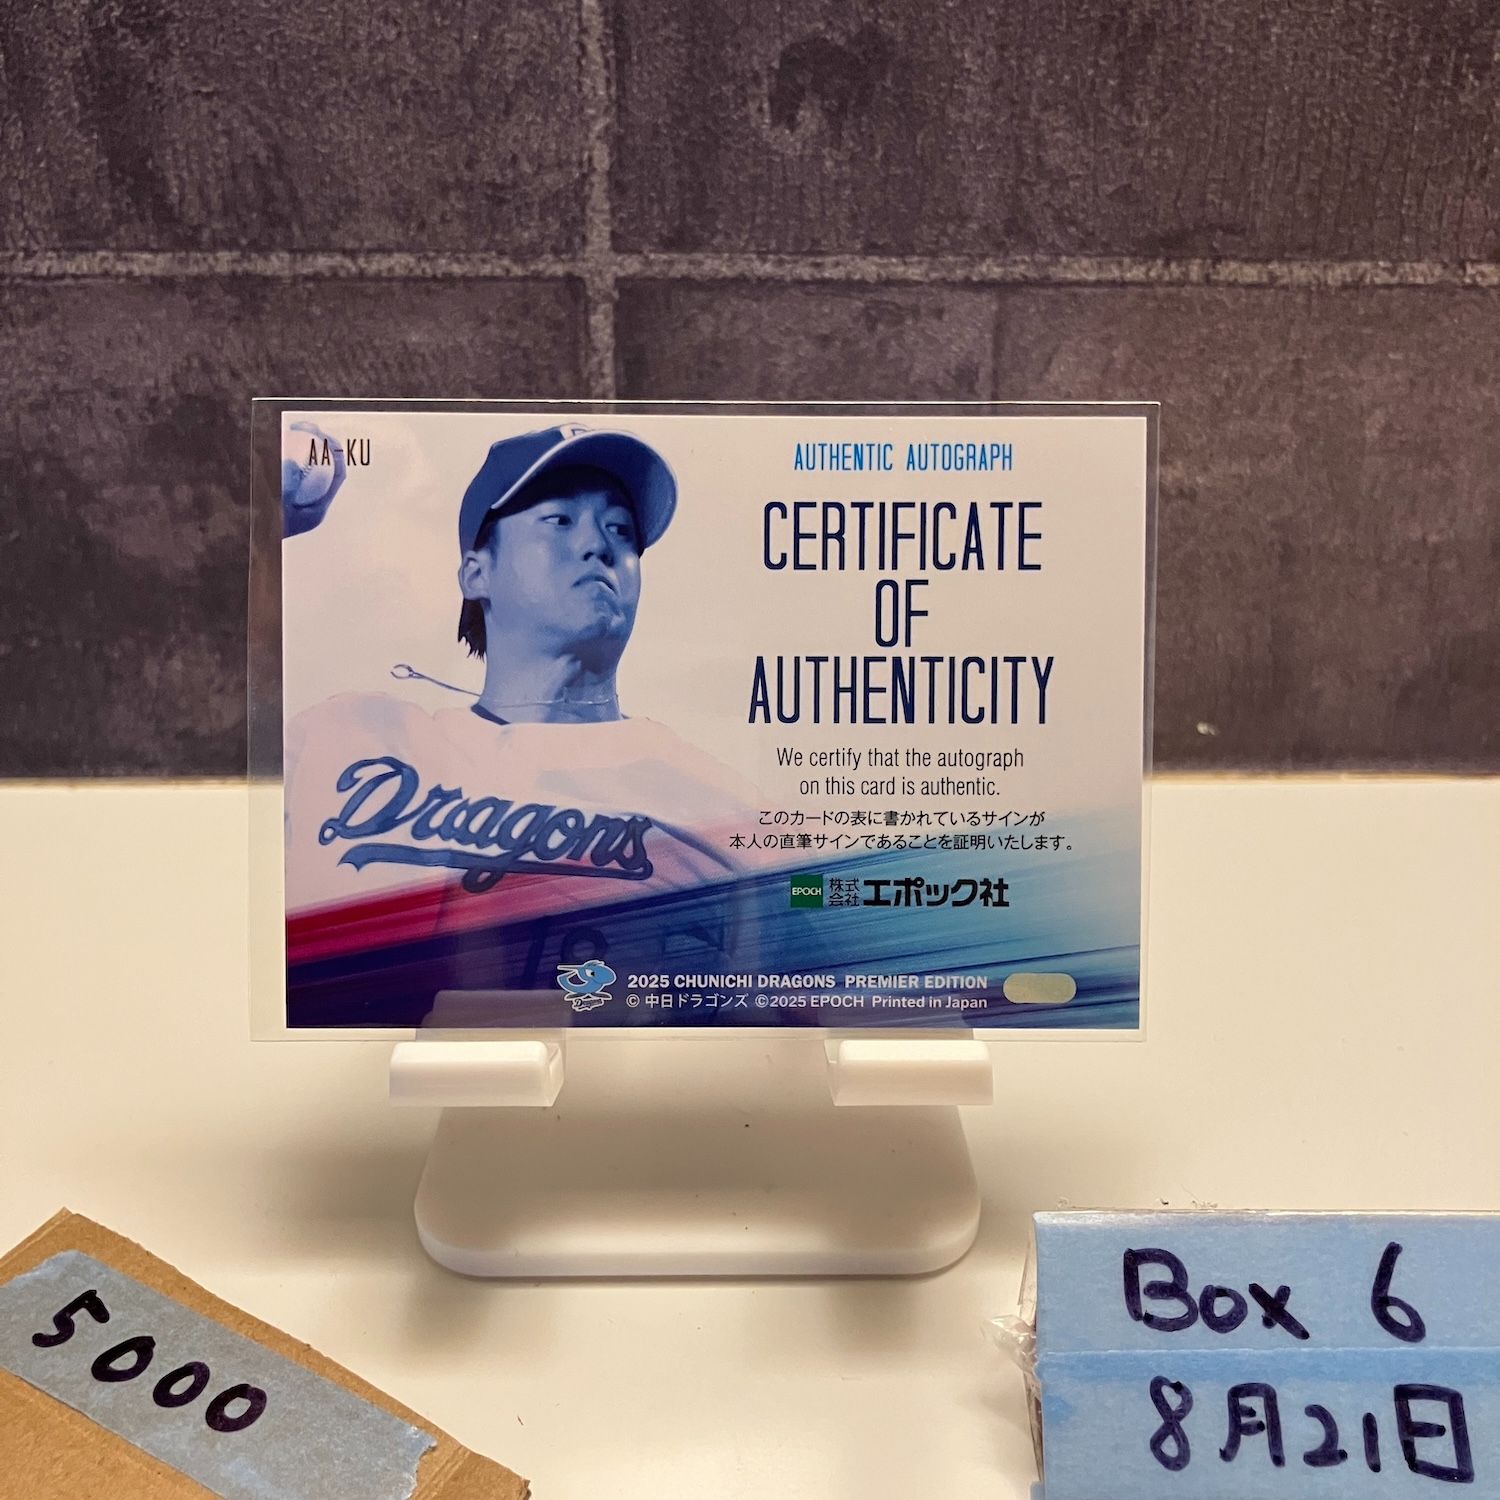 AA-KU
AUTHENTIC AUTOGRAPH
CERTIFICATE
OF
AUTHENTICITY
We certify that the autograph
on this card is authentic.
このカードの表に書かれているサインが
本人の直筆サインであることを証明いたします。
EPOCH 株式会社 エポック社
Dragons
Dragons
2025 CHUNICHI DRAGONS PREMIER EDITION
© 中日ドラゴンズ ©2025 EPOCH Printed in Japan
5000
Box 6
8月21日